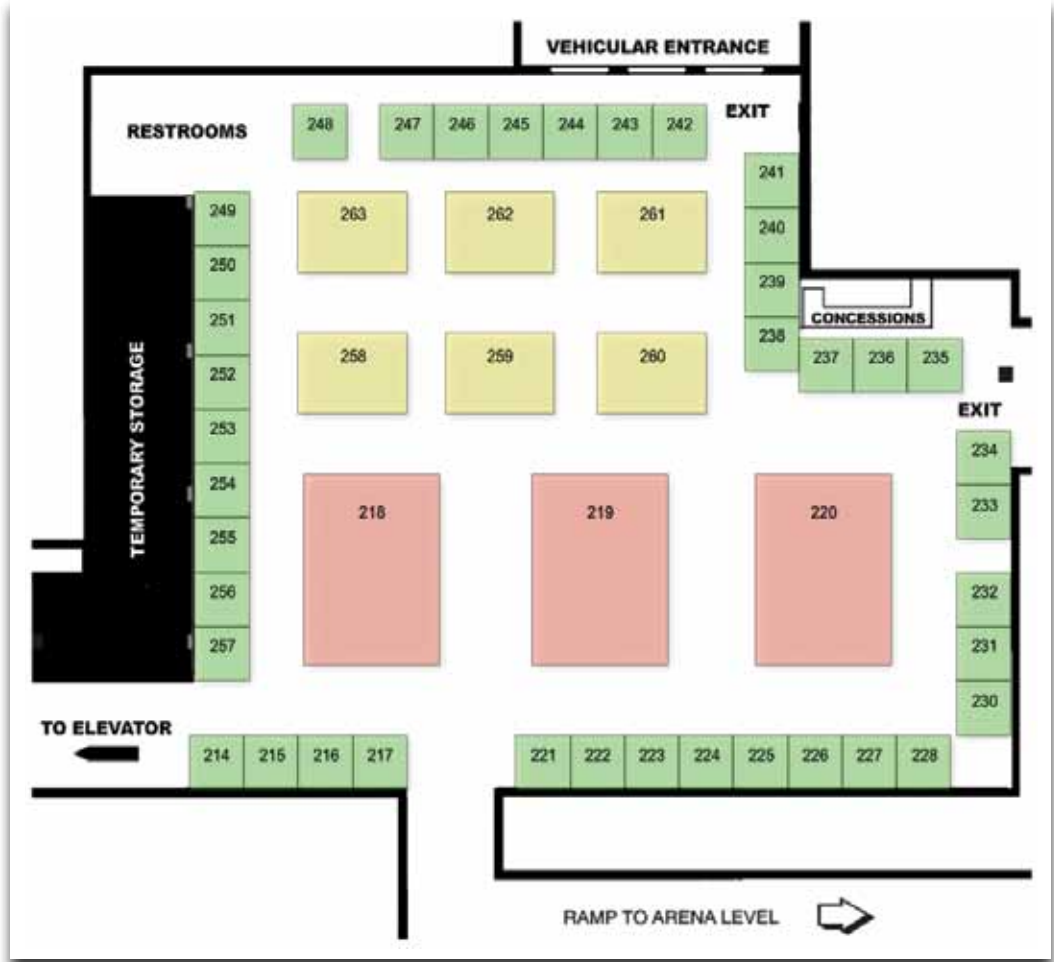 VEHICULAR ENTRANCE
RESTROOMS
248
247 246 245 244 243 242
EXIT
241
240
239
238
249
250
251
252
253
254
255
256
257
263 262 261
258 259 260
CONCESSIONS
237 236 235
EXIT
234
233
232
231
230
TEMPORARY STORAGE
218 219 220
TO ELEVATOR
214 215 216 217
221 222 223 224 225 226 227 228
RAMP TO ARENA LEVEL